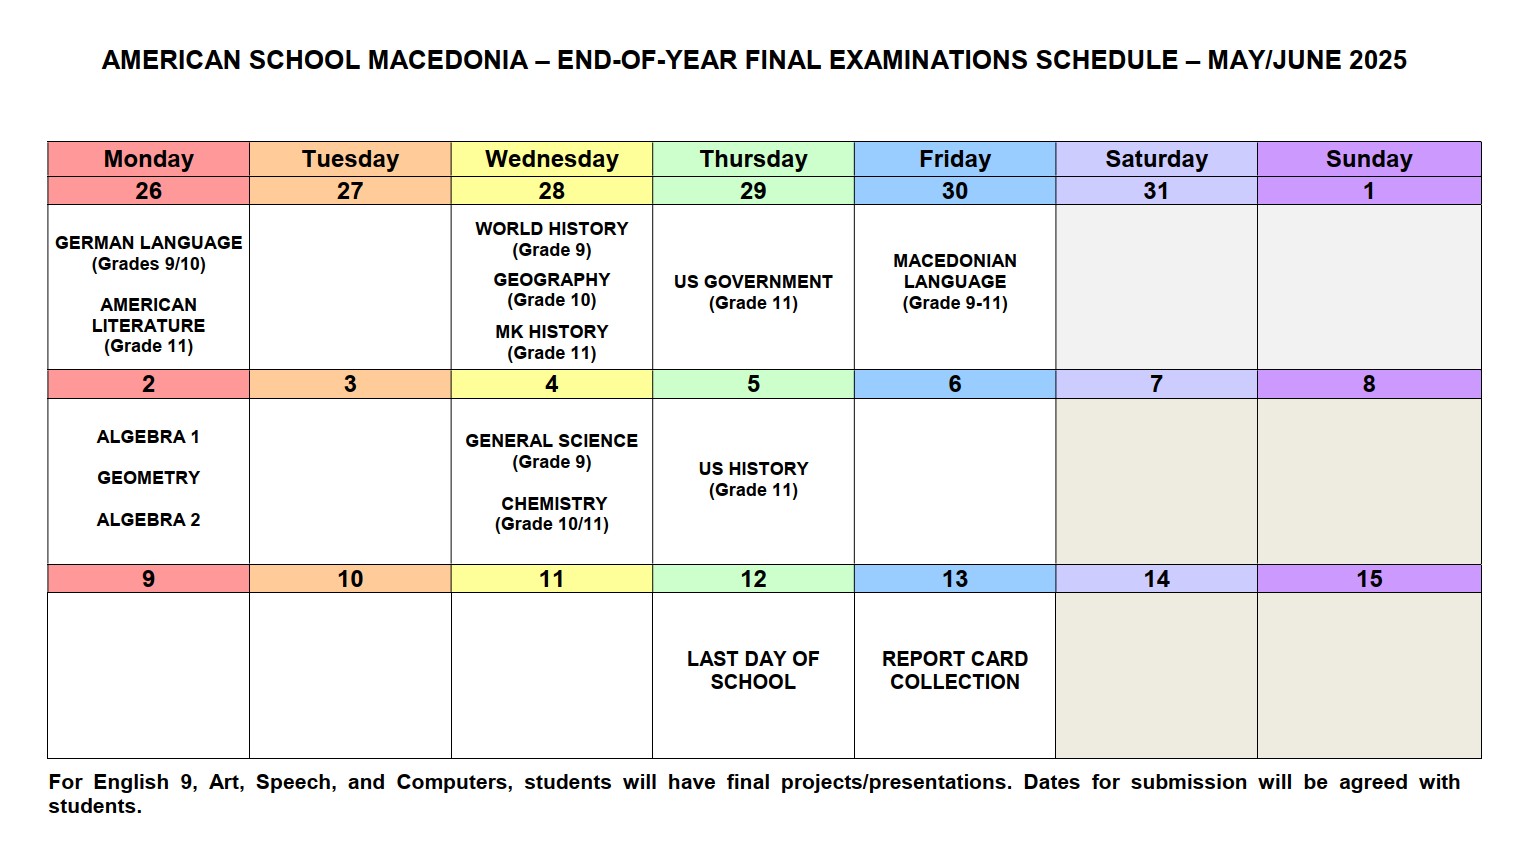 AMERICAN SCHOOL MACEDONIA – END-OF-YEAR FINAL EXAMINATIONS SCHEDULE – MAY/JUNE 2025
Monday Tuesday Wednesday Thursday Friday Saturday Sunday
26 27 28 29 30 31 1
GERMAN LANGUAGE
(Grades 9/10)
AMERICAN
LITERATURE
(Grade 11)
WORLD HISTORY
(Grade 9)
GEOGRAPHY
(Grade 10)
MK HISTORY
(Grade 11)
US GOVERNMENT
(Grade 11)
MACEDONIAN
LANGUAGE
(Grade 9-11)
2 3 4 5 6 7 8
ALGEBRA 1
GEOMETRY
ALGEBRA 2
GENERAL SCIENCE
(Grade 9)
CHEMISTRY
(Grade 10/11)
US HISTORY
(Grade 11)
9 10 11 12 13 14 15
LAST DAY OF
SCHOOL
REPORT CARD
COLLECTION
For English 9, Art, Speech, and Computers, students will have final projects/presentations. Dates for submission will be agreed with
students.